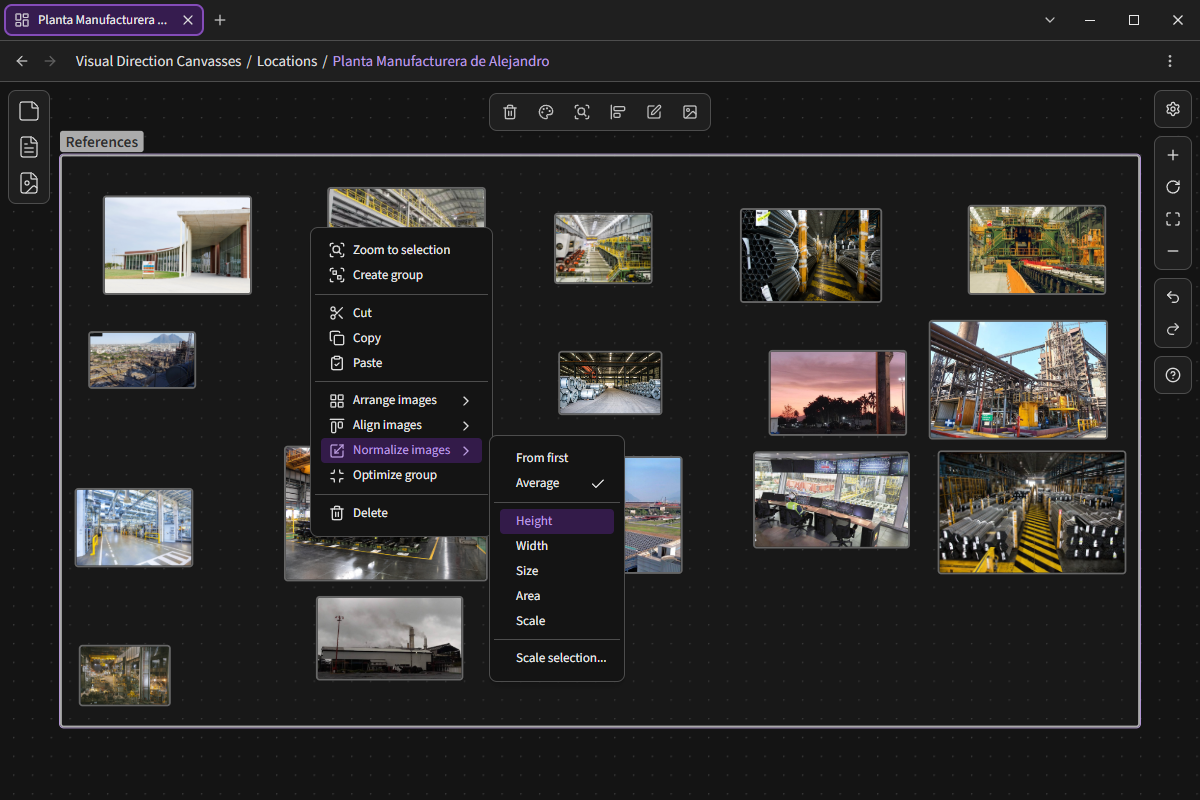 Planta Manufacturera ...
Visual Direction Canvasses / Locations / Planta Manufacturera de Alejandro
References
Zoom to selection
Create group
Cut
Copy
Paste
Arrange images
Align images
Normalize images
Optimize group
Delete
From first
Average
Height
Width
Size
Area
Scale
Scale selection...